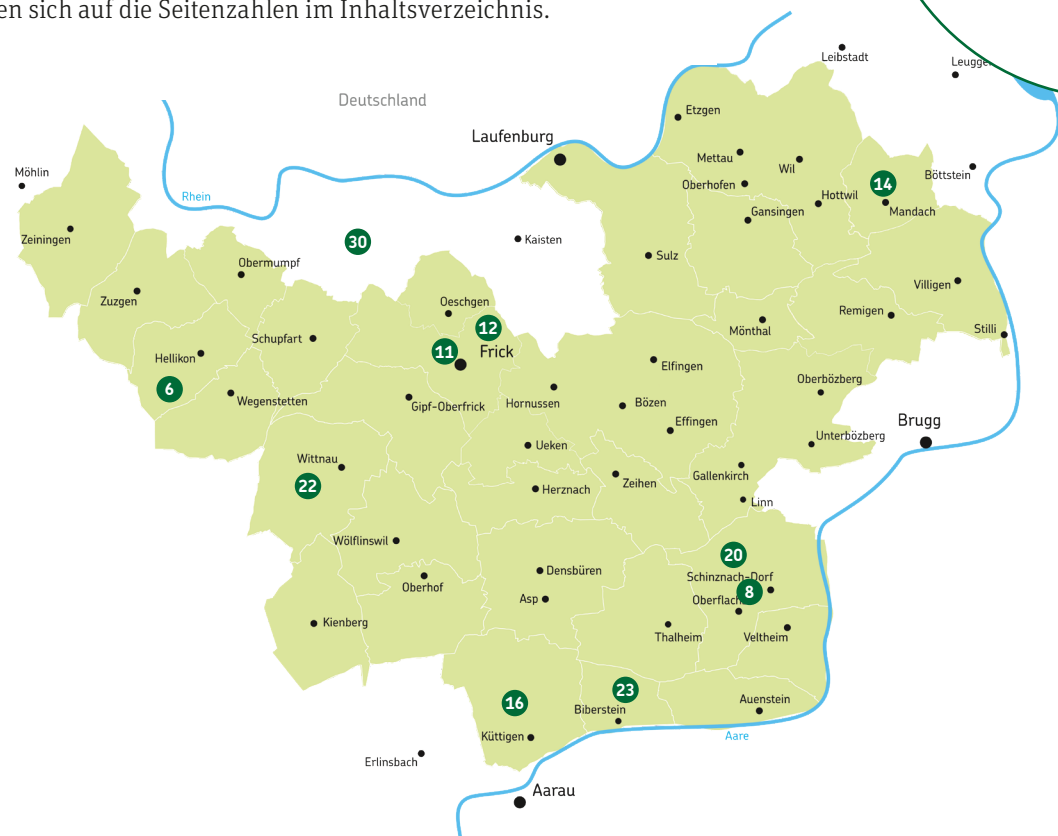 en sich auf die Seitenzahlen im Inhaltsverzeichnis.
Leibstadt
Deutschland
Etzgen
Laufenburg
Mettau
Wil
Möhlin
Oberhofen
14
Böttstein
Rhein
Hottwil
Gansingen
Mandach
Zeiningen
30
Kaisten
Sulz
Obermumpf
Villigen
Zuzgen
Oeschgen
Remigen
12
Mönthal
Stilli
Schupfart
11
Frick
Hellikon
Elfingen
6
Oberbözberg
Wegenstetten
Gipf-Oberfrick
Hornussen
Bözen
Effingen
Brugg
Unterbözberg
Ueken
Wittnau
Gallenkirch
22
Herznach
Zeihen
Linn
Wölflinswil
20
Densbüren
Schinznach-Dorf
Oberhof
8
Asp
Kienberg
Thalheim
Veltheim
23
16
Auenstein
Biberstein
Küttigen
Aare
Erlinsbach
Aarau